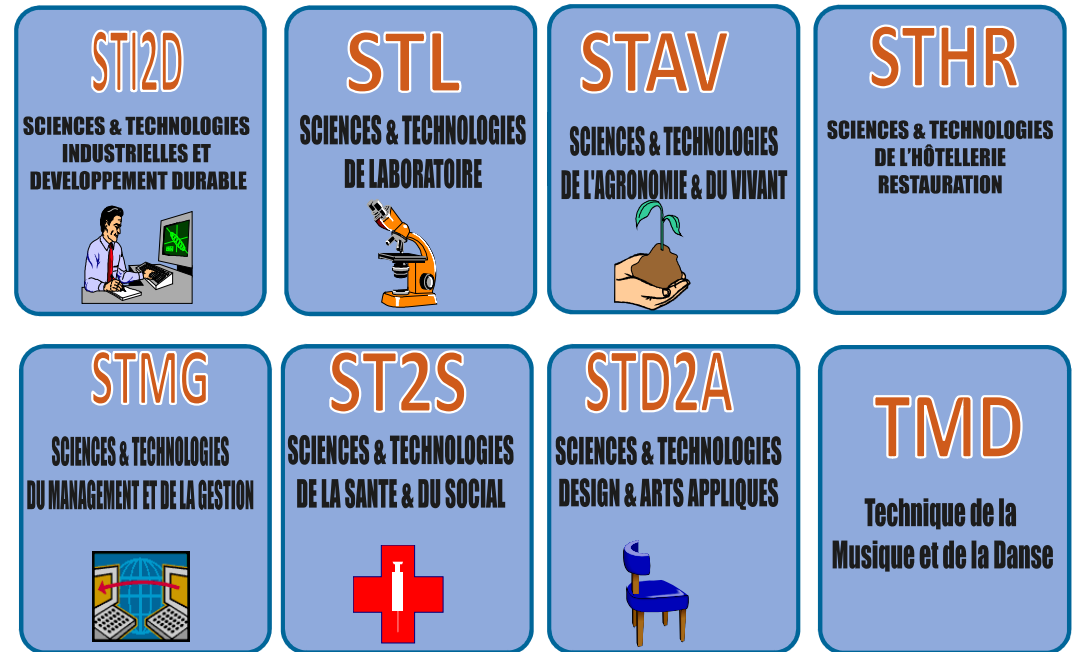 STI2D
SCIENCES & TECHNOLOGIES
INDUSTRIELLES ET
DEVELOPPEMENT DURABLE
STL
SCIENCES & TECHNOLOGIES
DE LABORATOIRE
STAV
SCIENCES & TECHNOLOGIES
DE L'AGRONOMIE & DU VIVANT
STHR
SCIENCES & TECHNOLOGIES
DE L'HÔTELLERIE
RESTAURATION
STMG
SCIENCES & TECHNOLOGIES
DU MANAGEMENT ET DE LA GESTION
ST2S
SCIENCES & TECHNOLOGIES
DE LA SANTE & DU SOCIAL
STD2A
SCIENCES & TECHNOLOGIES
DESIGN & ARTS APPLIQUES
TMD
Technique de la
Musique et de la Danse